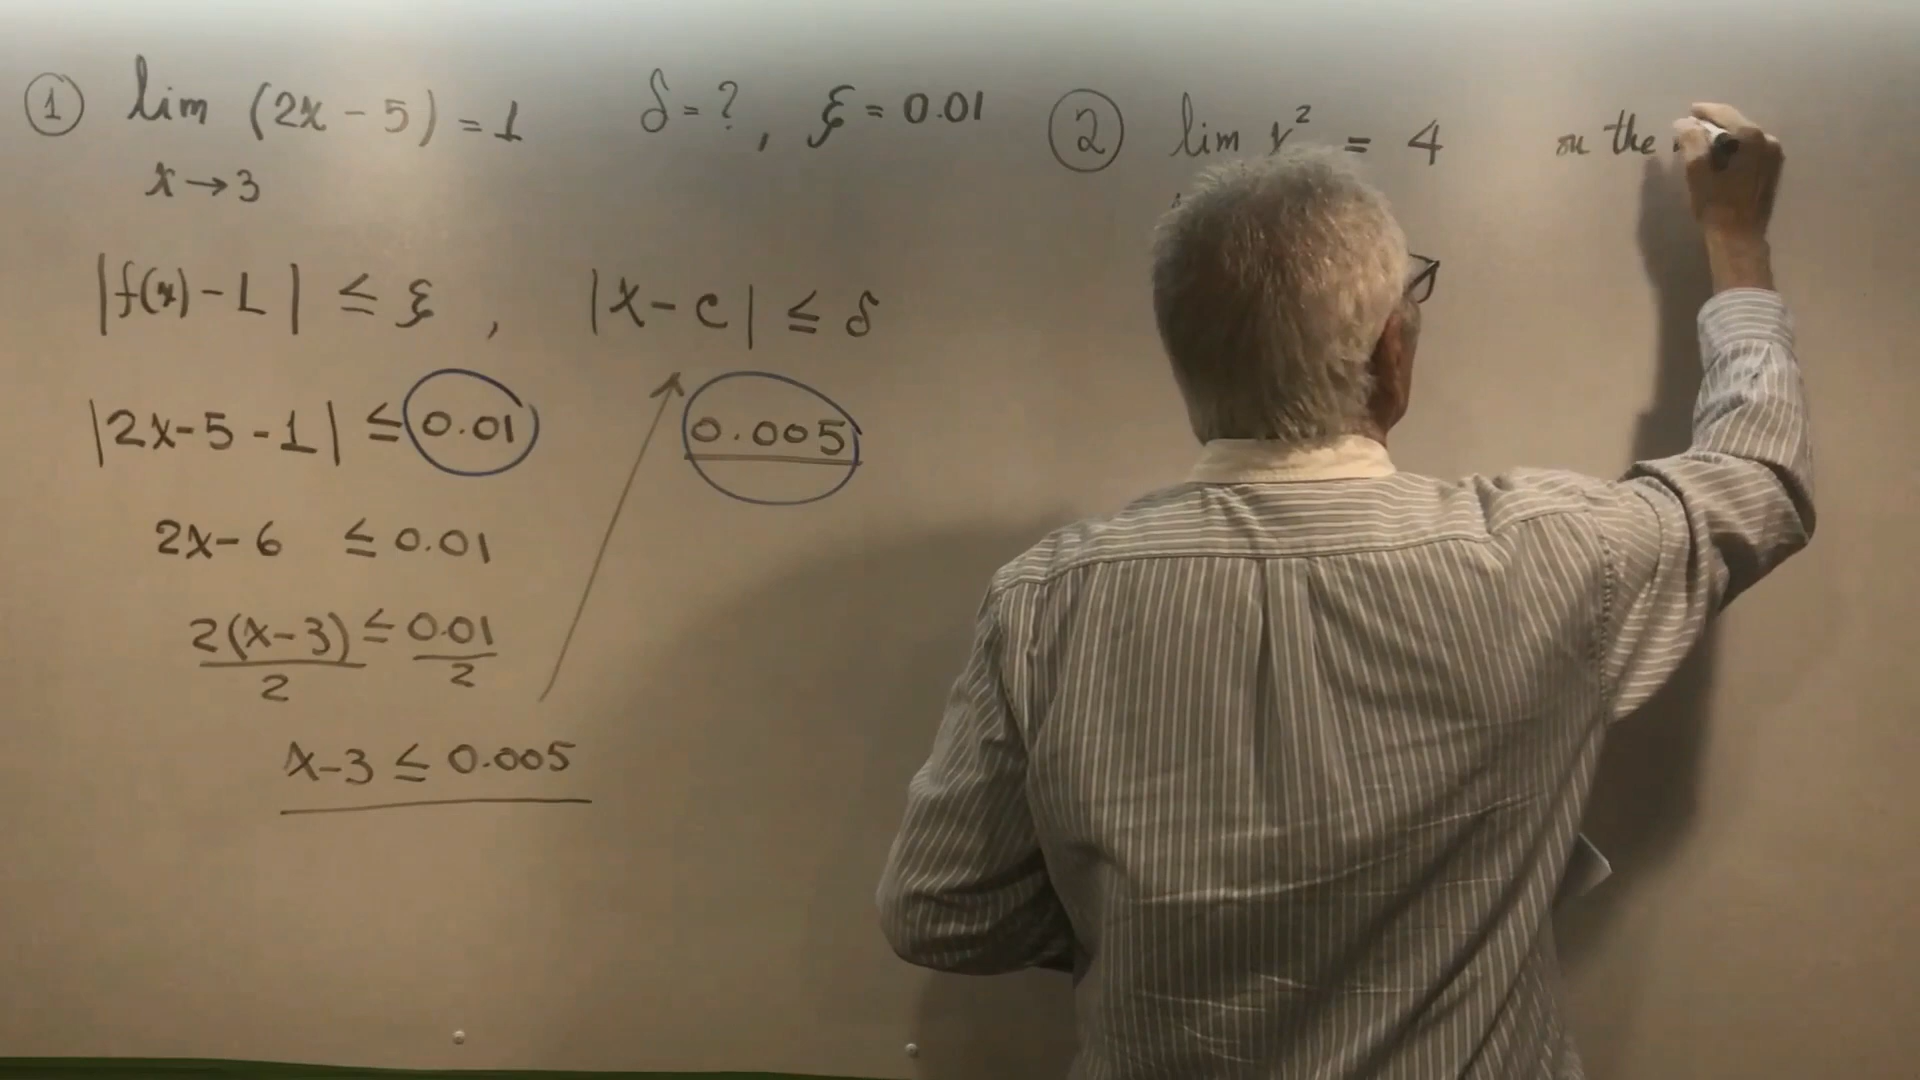 ① lim (2x - 5) = 1 δ = ? , ξ = 0.01
x → 3
|f(x) - L| ≤ ξ , |x - c| ≤ δ
|2x - 5 - 1| ≤ 0.01 0.005
2x - 6 ≤ 0.01
2(x - 3) ≤ 0.01
2 2
x - 3 ≤ 0.005
② lim x² = 4 on the